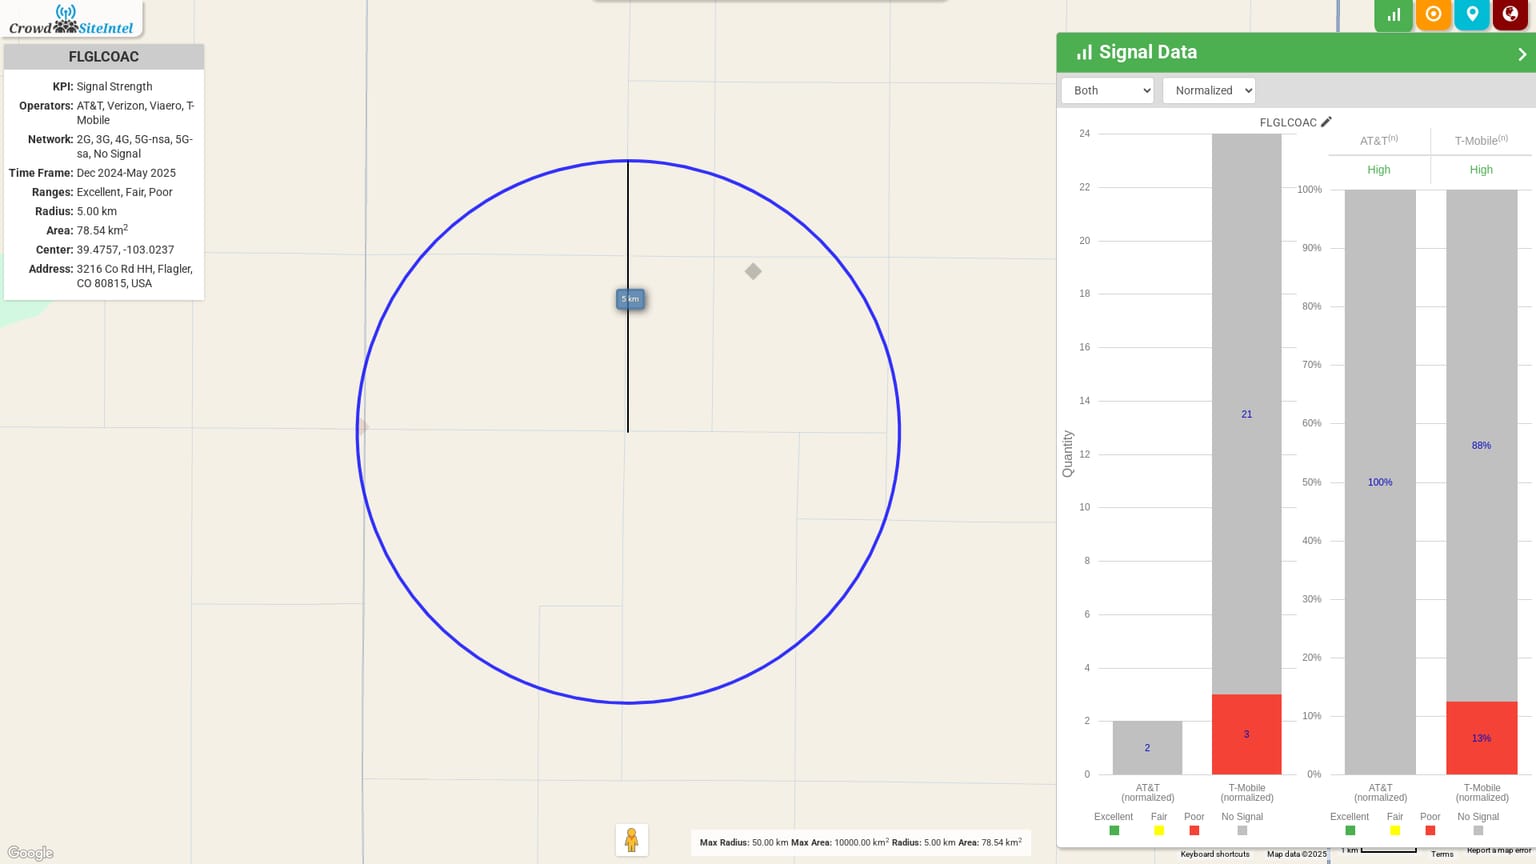 Crowd SiteIntel
FLGLCOAC
KPI: Signal Strength
Operators: AT&T, Verizon, Viaero, T-
Mobile
Network: 2G, 3G, 4G, 5G-nsa, 5G-
sa, No Signal
Time Frame: Dec 2024-May 2025
Ranges: Excellent, Fair, Poor
Radius: 5.00 km
Area: 78.54 km2
Center: 39.4757, -103.0237
Address: 3216 Co Rd HH, Flagler,
CO 80815, USA
5 km
Signal Data
Both
Normalized
FLGLCOAC
AT&T(n) T-Mobile(n)
High High
24
22
20
18
16
14
12
10
8
6
4
2
0
Quantity
21
2
3
AT&T
(normalized)
T-Mobile
(normalized)
Excellent Fair Poor No Signal
100%
90%
80%
70%
60%
50%
40%
30%
20%
10%
0%
100%
88%
13%
AT&T
(normalized)
T-Mobile
(normalized)
Excellent Fair Poor No Signal
Max Radius: 50.00 km Max Area: 10000.00 km2 Radius: 5.00 km Area: 78.54 km2
Google
Keyboard shortcuts Map data ©2025 1 km Terms Report a map error